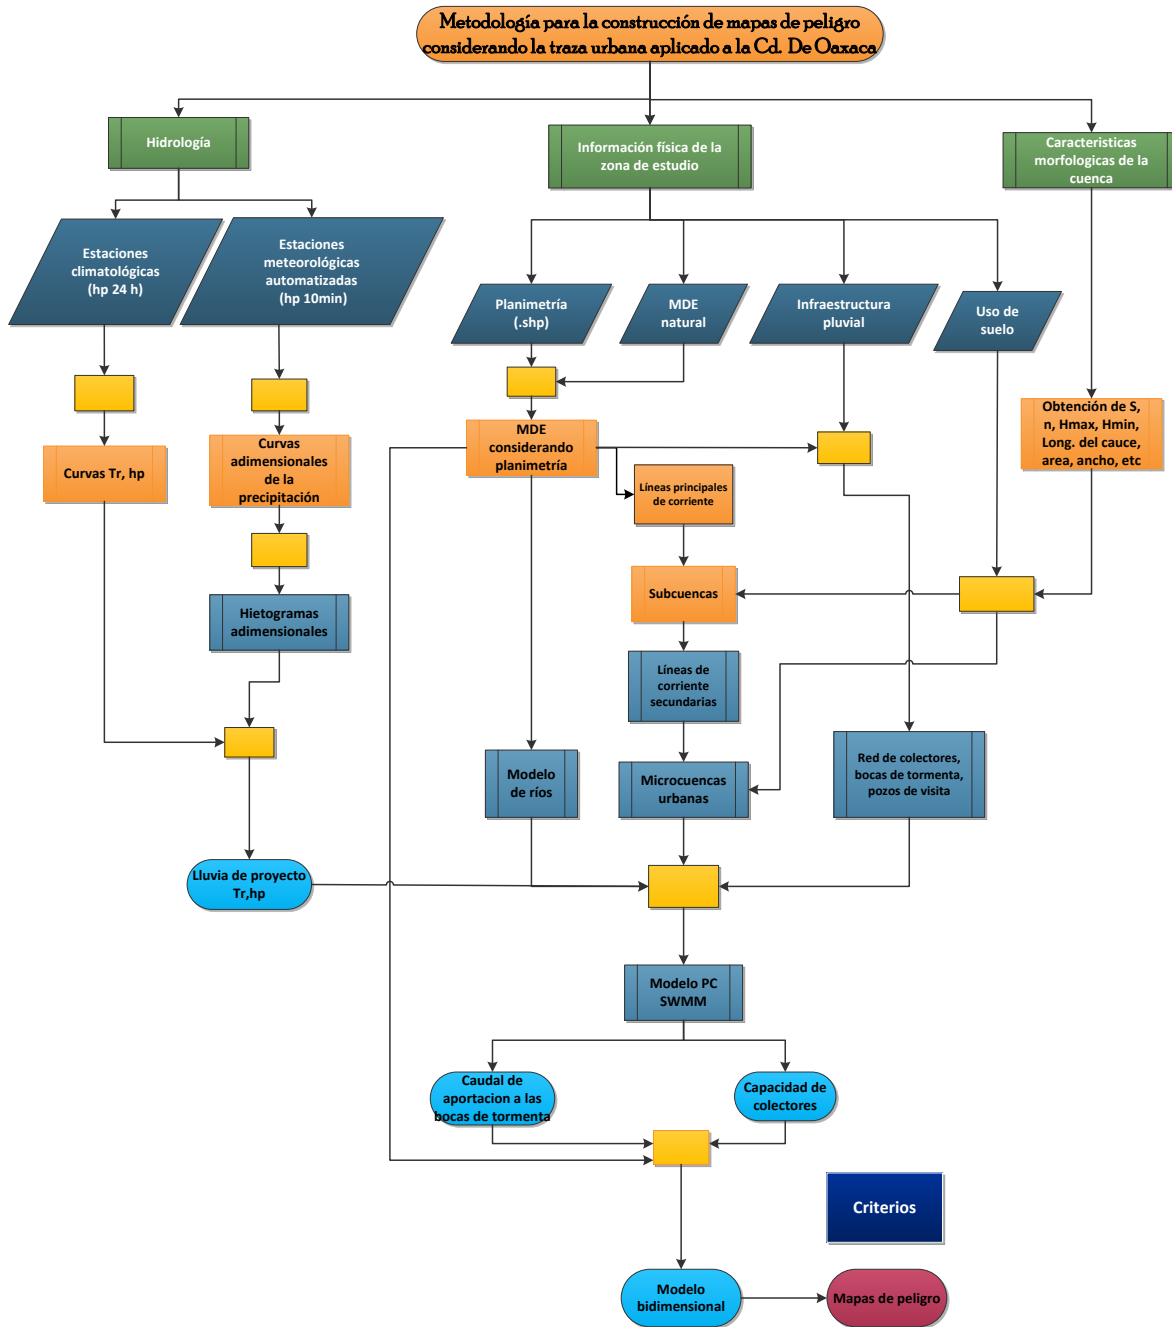 Metodología para la construcción de mapas de peligro
considerando la traza urbana aplicado a la Cd. De Oaxaca
Hidrología
Información física de la
zona de estudio
Caracteristicas
morfologicas de la
cuenca
Estaciones
climatológicas
(hp 24 h)
Estaciones
meteorológicas
automatizadas
(hp 10min)
Planimetría
(.shp)
MDE
natural
Infraestructura
pluvial
Uso de
suelo
Curvas Tr, hp
Curvas
adimensionales
de la
precipitación
MDE
considerando
planimetría
Obtención de S,
n, Hmax, Hmin,
Long. del cauce,
area, ancho, etc
Líneas principales
de corriente
Subcuencas
Hietogramas
adimensionales
Líneas de
corriente
secundarias
Modelo
de ríos
Microcuencas
urbanas
Red de colectores,
bocas de tormenta,
pozos de visita
Lluvia de proyecto
Tr,hp
Modelo PC
SWMM
Caudal de
aportacion a las
bocas de tormenta
Capacidad de
colectores
Criterios
Modelo
bidimensional
Mapas de peligro